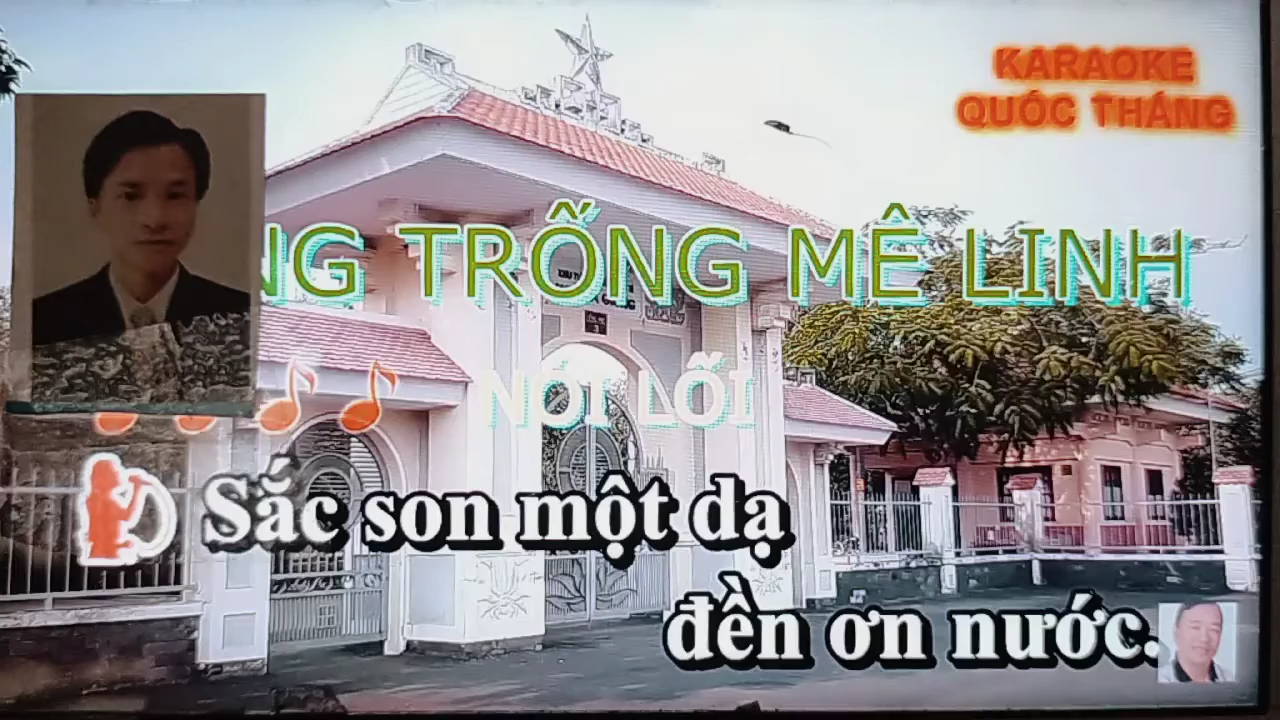 KARAOKE
QUỐC THẮNG
NG TRỐNG MÊ LINH
NÓI LỐI
Sắc son một dạ
đền ơn nước.